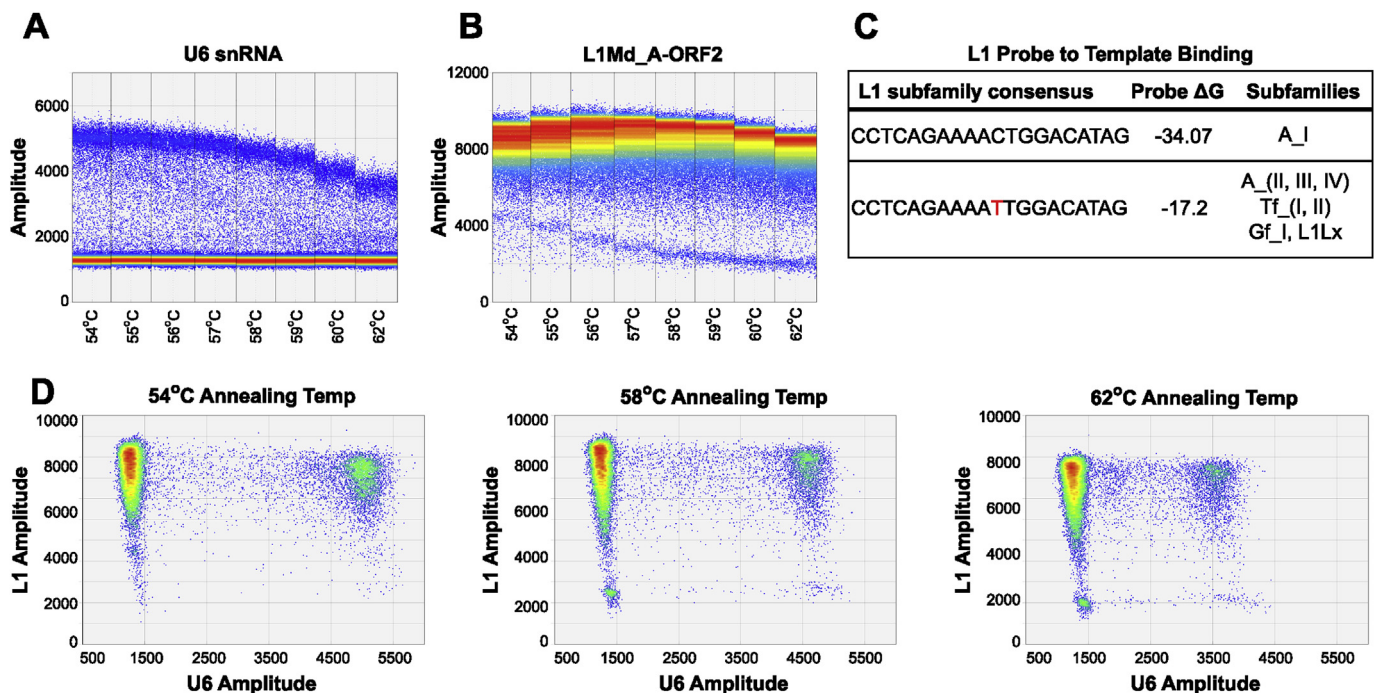 A
U6 snRNA
Amplitude
6000
4000
2000
0
54°C 55°C 56°C 57°C 58°C 59°C 60°C 62°C
B
L1Md_A-ORF2
Amplitude
12000
8000
4000
0
54°C 55°C 56°C 57°C 58°C 59°C 60°C 62°C
C
L1 Probe to Template Binding
L1 subfamily consensus Probe ΔG Subfamilies
CCTCAGAAAACTGGACATAG -34.07 A_I
CCTCAGAAAATTGGACATAG -17.2 A_(II, III, IV)
Tf_(I, II)
Gf_I, L1Lx
D
54°C Annealing Temp
L1 Amplitude
10000
8000
6000
4000
2000
0
500 1500 2500 3500 4500 5500
U6 Amplitude
58°C Annealing Temp
L1 Amplitude
10000
8000
6000
4000
2000
0
500 1500 2500 3500 4500 5500
U6 Amplitude
62°C Annealing Temp
L1 Amplitude
10000
8000
6000
4000
2000
0
500 1500 2500 3500 4500 5500
U6 Amplitude